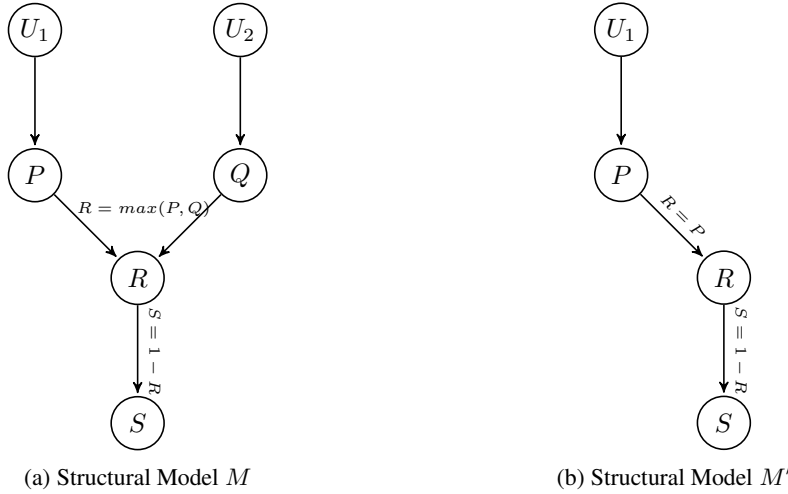 U₁ U₂ U₁
P Q P
R = max(P, Q) R = P
R R
S = 1 − R S = 1 − R
S S
(a) Structural Model M (b) Structural Model M′